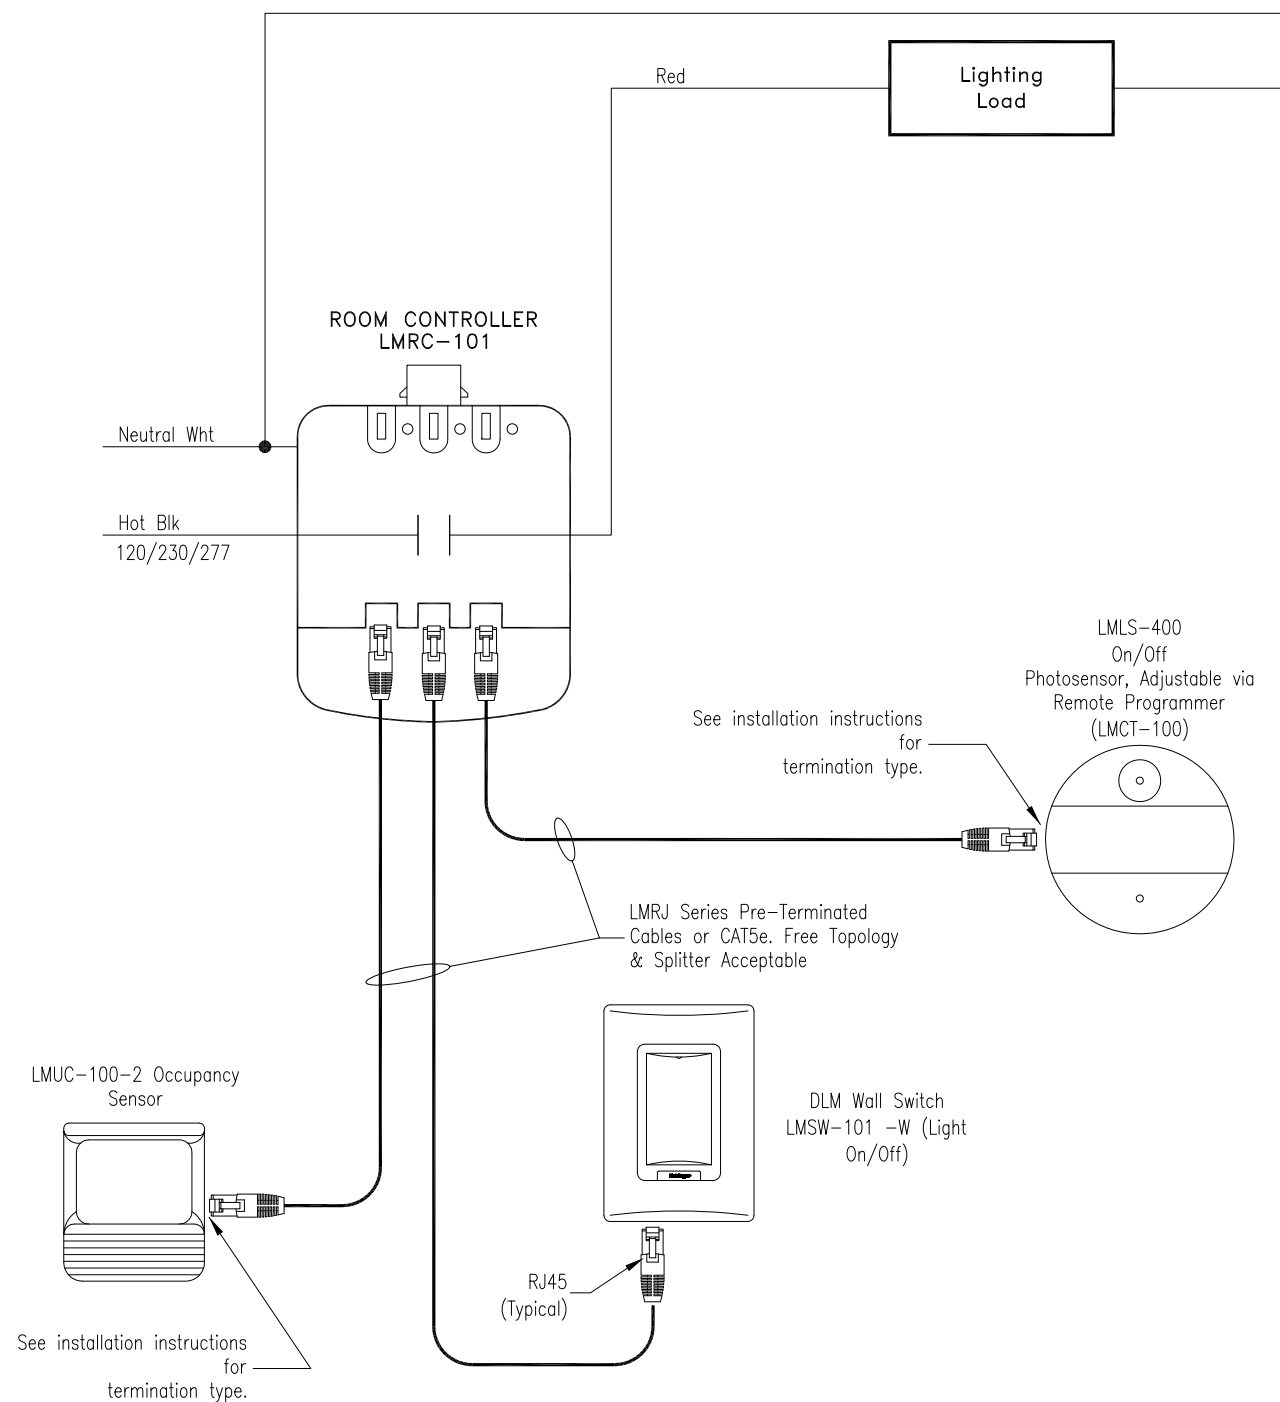 Red
Lighting
Load
ROOM CONTROLLER
LMRC-101
Neutral Wht
Hot Blk
120/230/277
LMLS-400
On/Off
Photosensor, Adjustable via
Remote Programmer
(LMCT-100)
See installation instructions
for
termination type.
LMRJ Series Pre-Terminated
Cables or CAT5e. Free Topology
& Splitter Acceptable
LMUC-100-2 Occupancy
Sensor
DLM Wall Switch
LMSW-101 -W (Light
On/Off)
RJ45
(Typical)
See installation instructions
for
termination type.